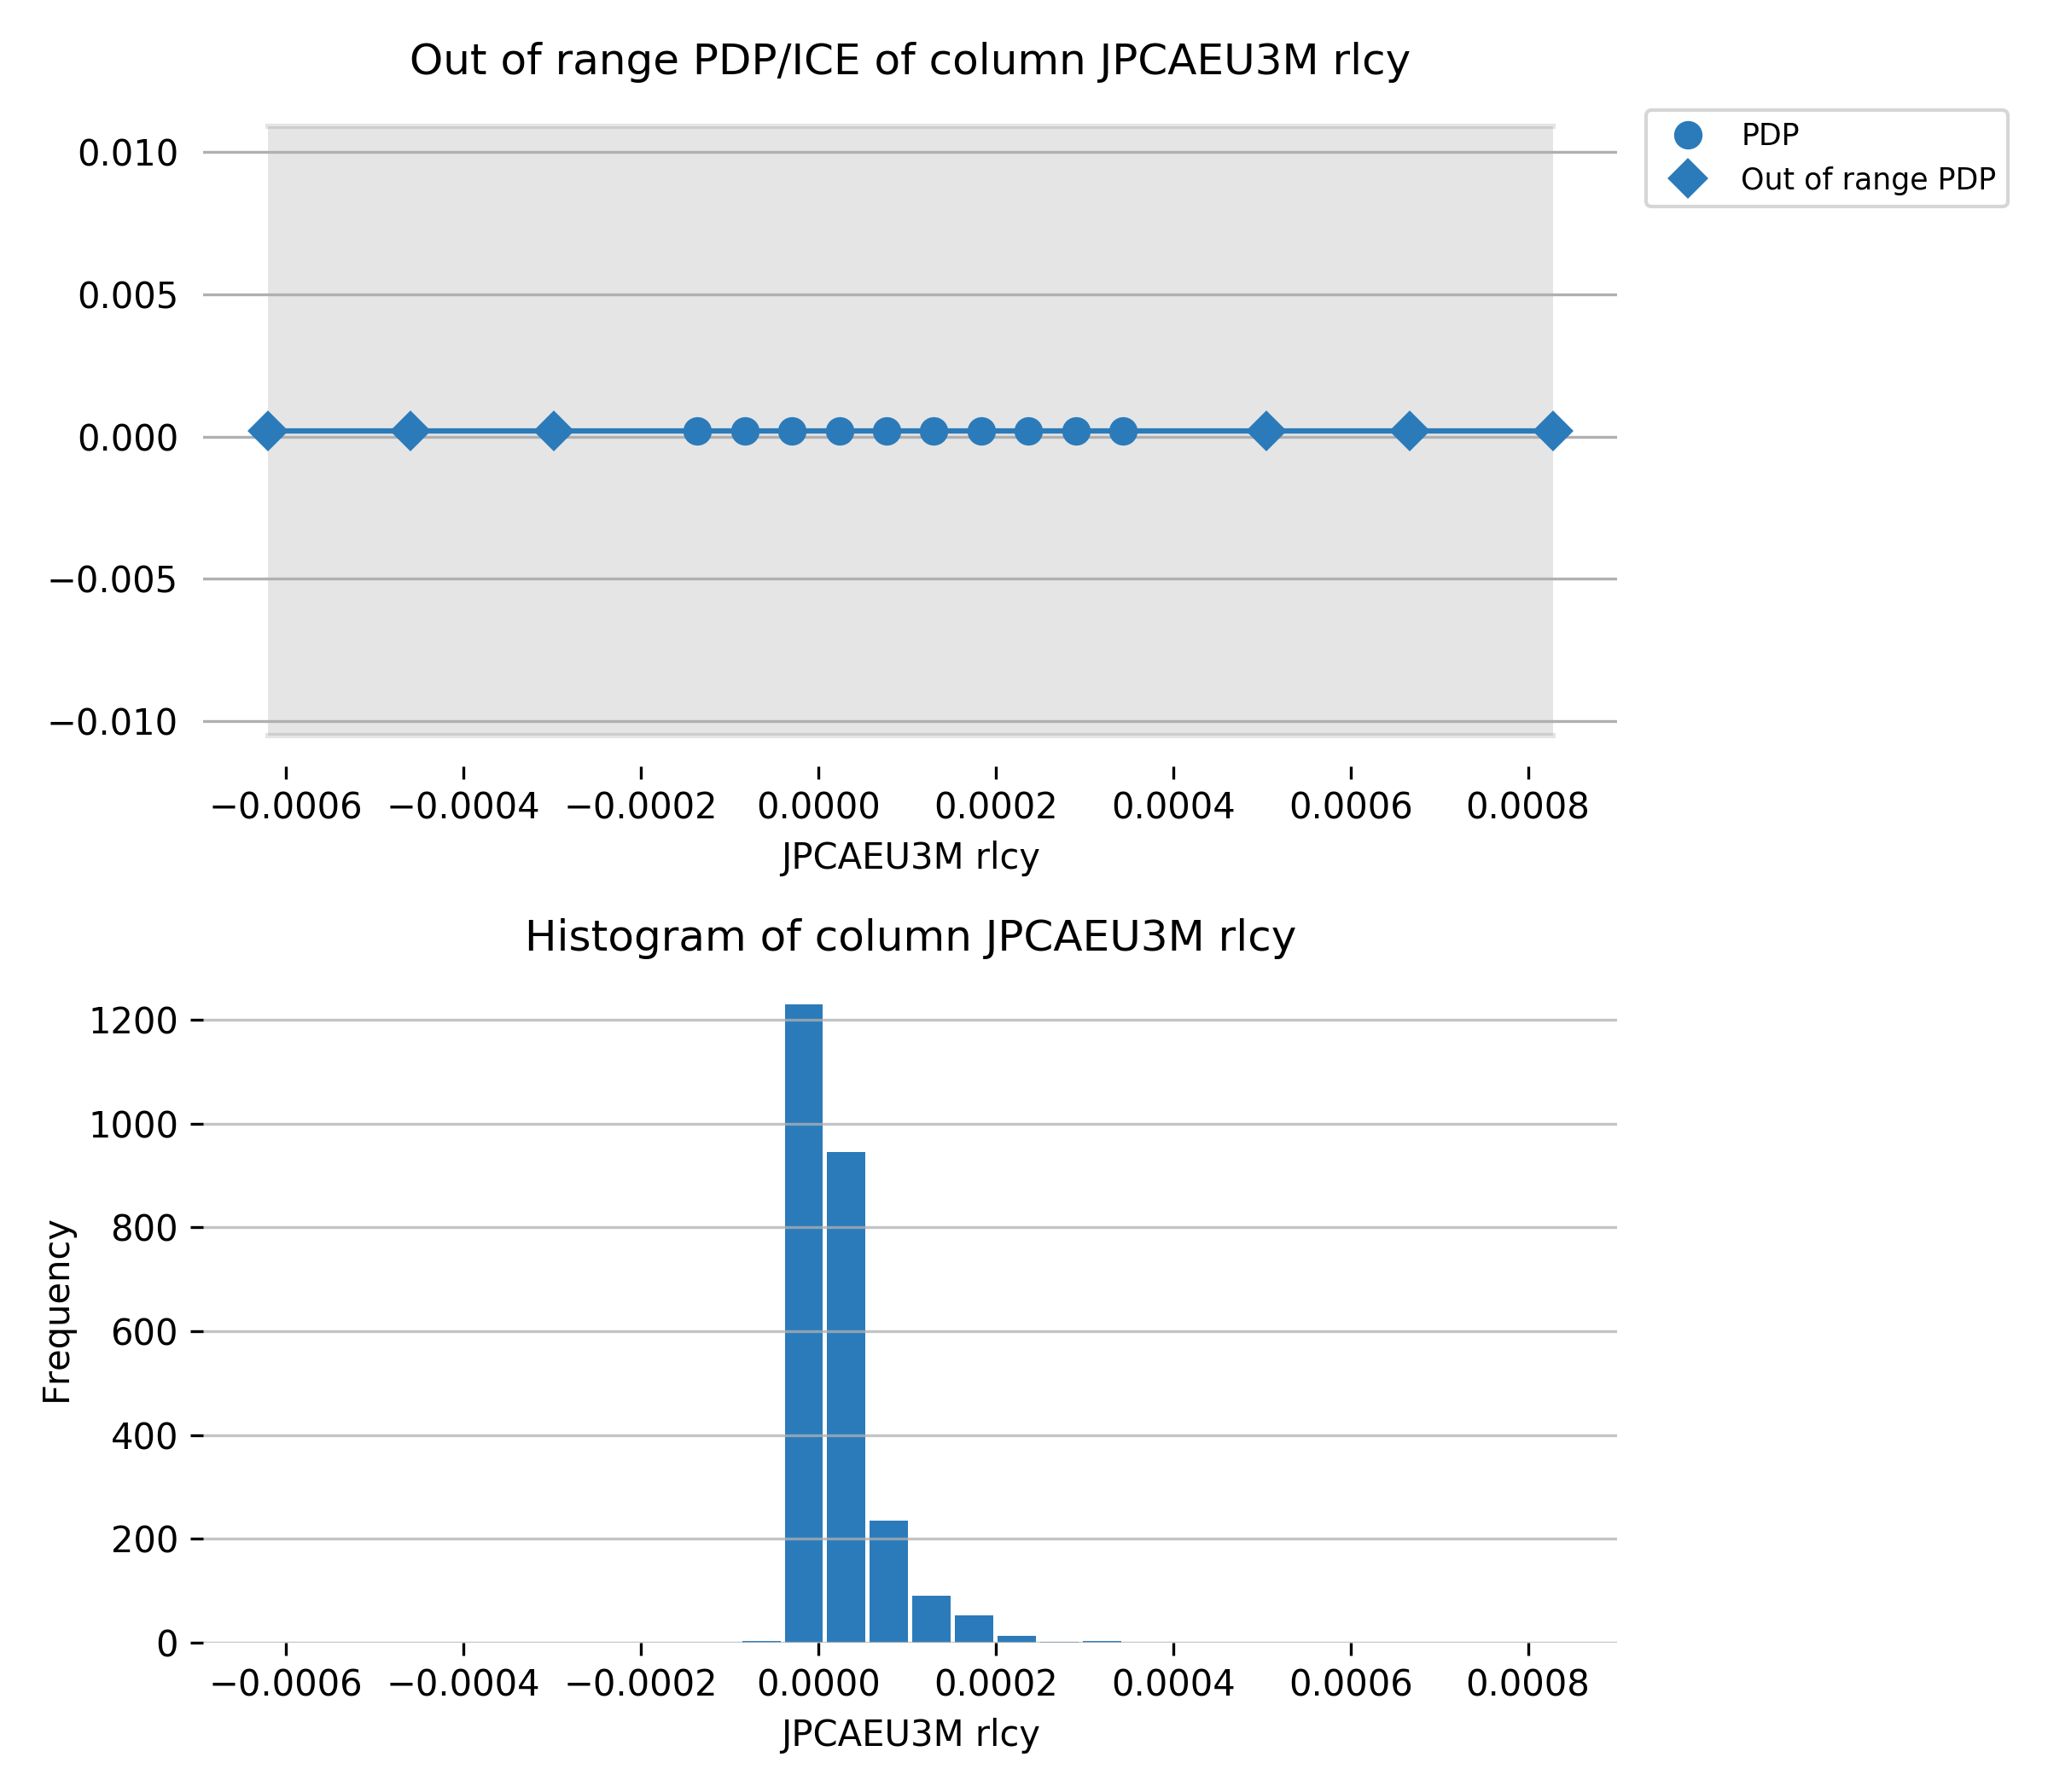 Out of range PDP/ICE of column JPCAEU3M rlcy
PDP
Out of range PDP
0.010
0.005
0.000
−0.005
−0.010
−0.0006 −0.0004 −0.0002 0.0000 0.0002 0.0004 0.0006 0.0008
JPCAEU3M rlcy
Histogram of column JPCAEU3M rlcy
Frequency
1200
1000
800
600
400
200
0
−0.0006 −0.0004 −0.0002 0.0000 0.0002 0.0004 0.0006 0.0008
JPCAEU3M rlcy